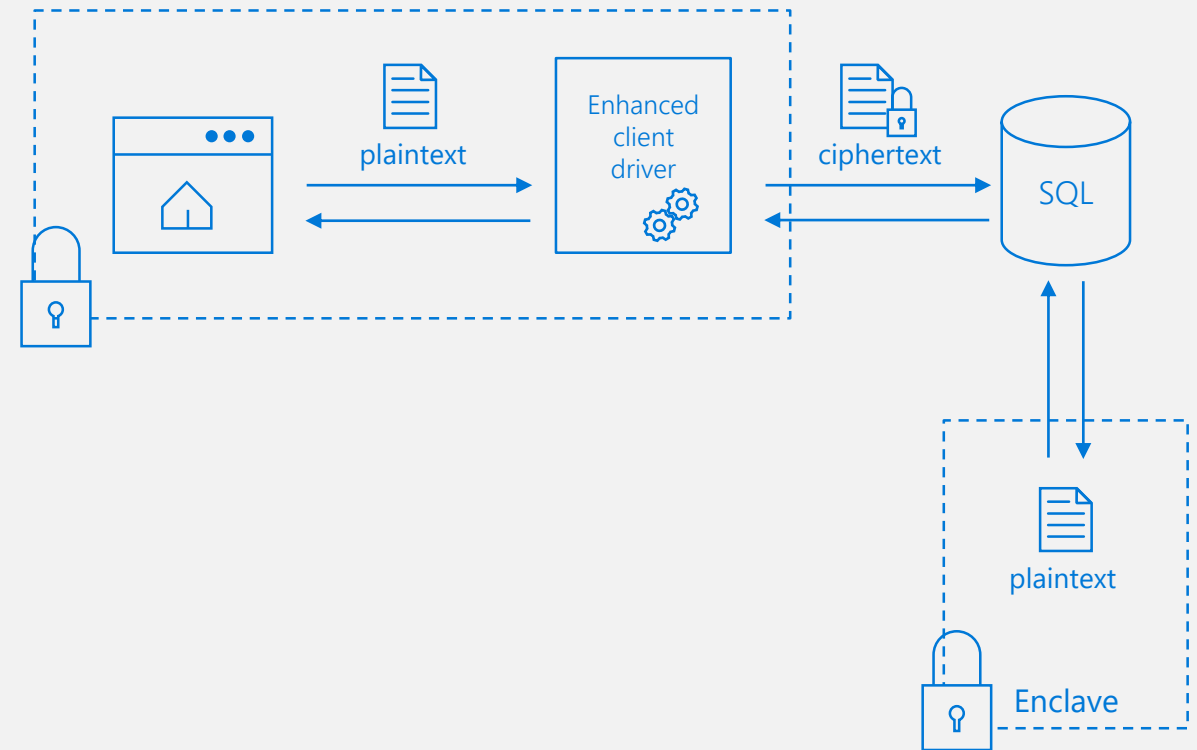 plaintext
Enhanced
client
driver
ciphertext
SQL
plaintext
Enclave